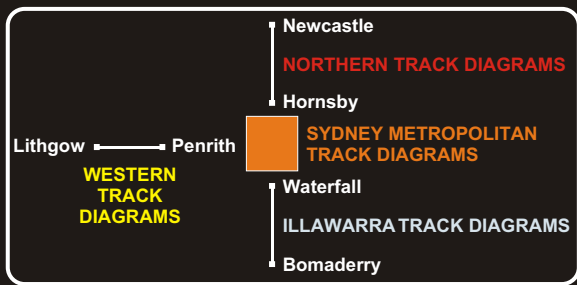 Newcastle
NORTHERN TRACK DIAGRAMS
Hornsby
Lithgow
Penrith
SYDNEY METROPOLITAN
TRACK DIAGRAMS
WESTERN
TRACK
DIAGRAMS
Waterfall
ILLAWARRA TRACK DIAGRAMS
Bomaderry